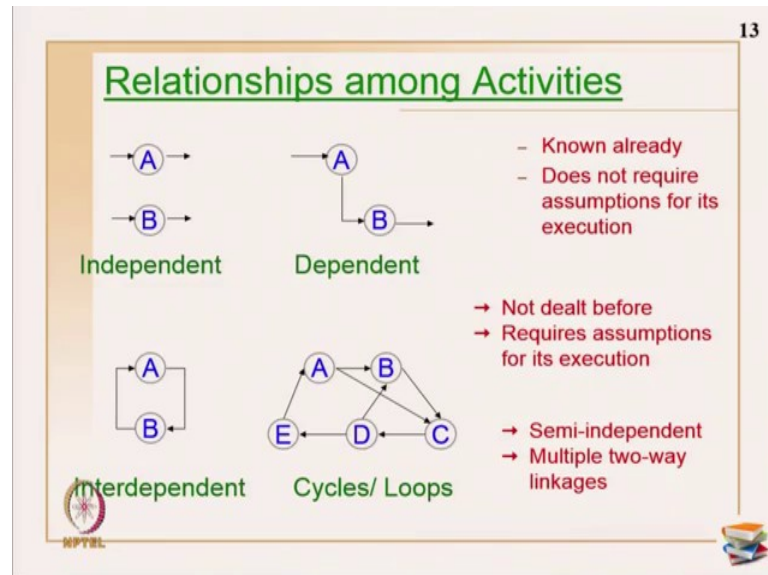 13
Relationships among Activities
A
B
Independent
A
B
Dependent
– Known already
– Does not require
assumptions for its
execution
→ Not dealt before
→ Requires assumptions
for its execution
A
B
Interdependent
A B
E D C
Cycles/ Loops
→ Semi-independent
→ Multiple two-way
linkages
NPTEL